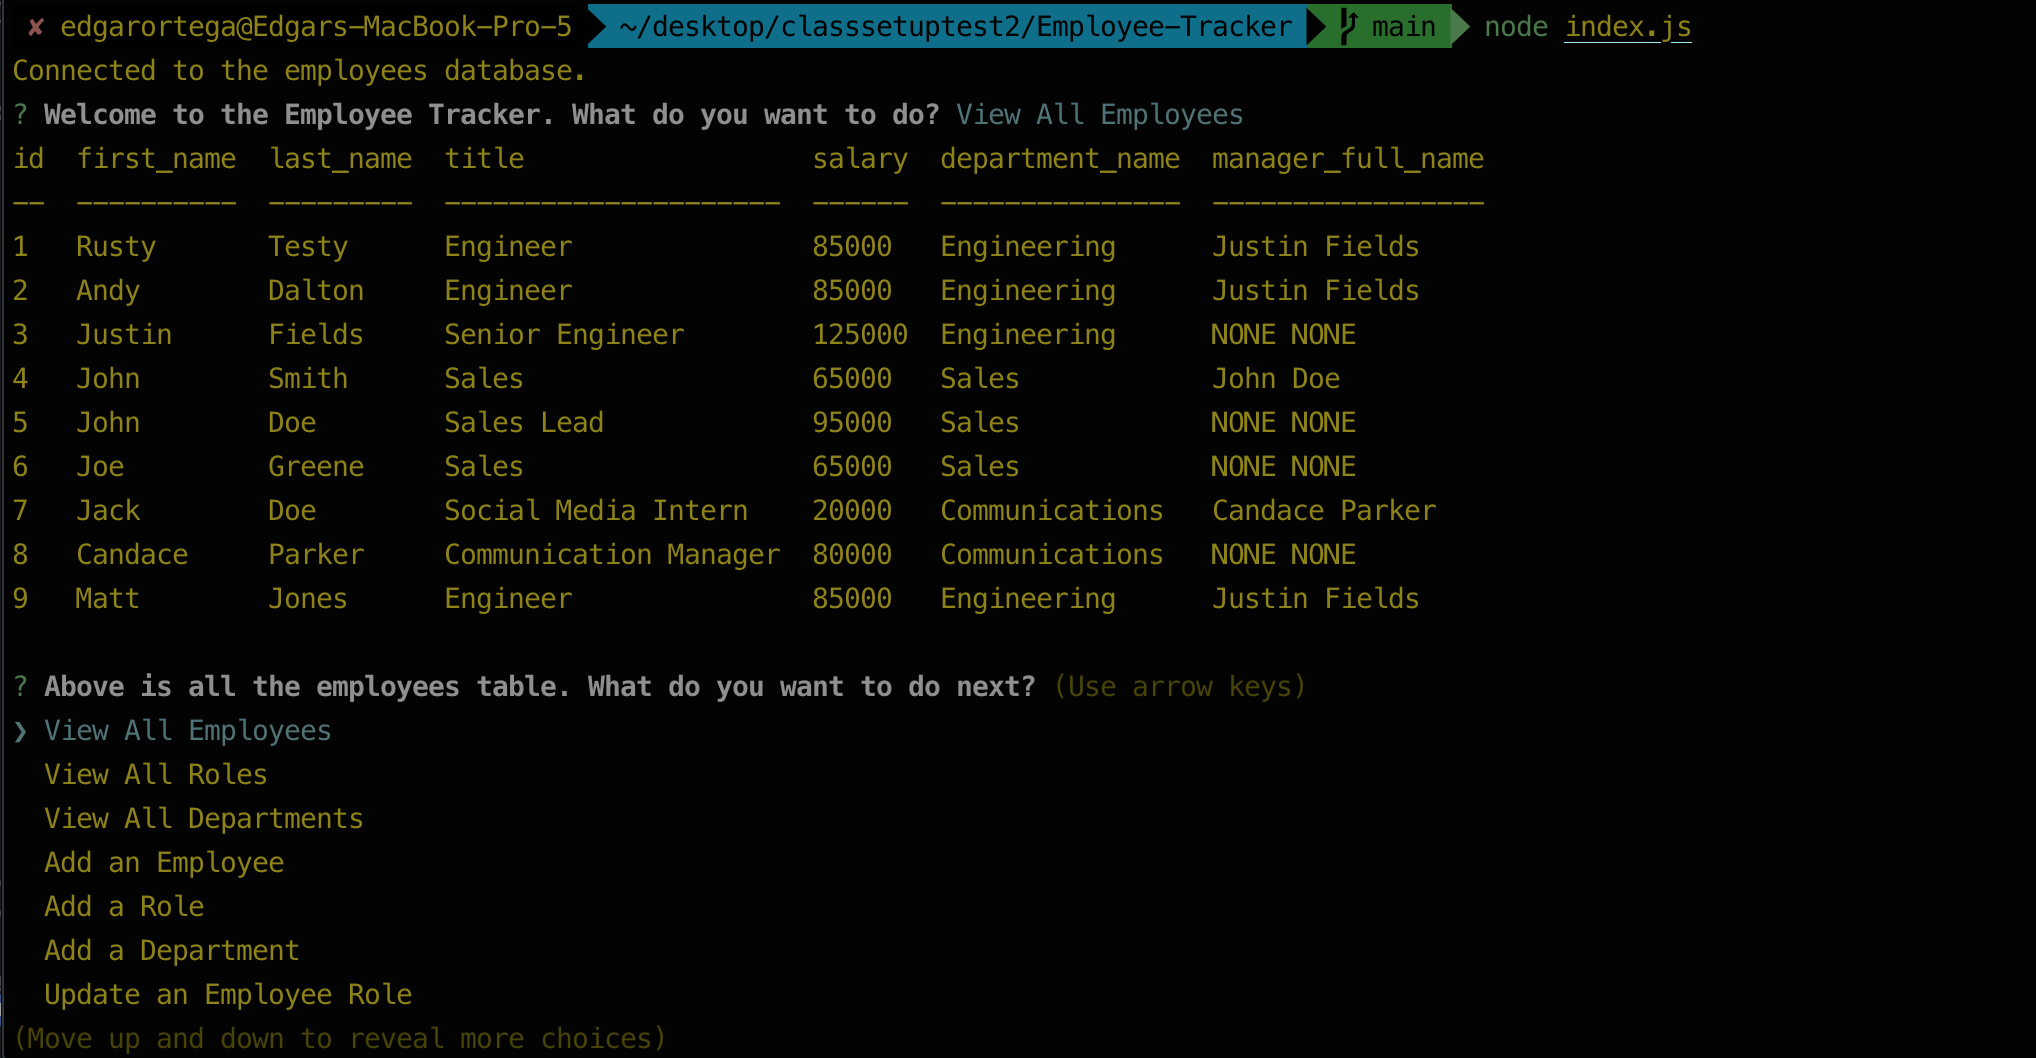 ✘ edgarortega@Edgars-MacBook-Pro-5 ~/desktop/classsetuptest2/Employee-Tracker main node index.js
Connected to the employees database.
? Welcome to the Employee Tracker. What do you want to do? View All Employees
id  first_name  last_name  title                  salary  department_name  manager_full_name
--  ----------  ---------  ---------------------  ------  ---------------  -----------------
1   Rusty       Testy      Engineer               85000   Engineering      Justin Fields
2   Andy        Dalton     Engineer               85000   Engineering      Justin Fields
3   Justin      Fields     Senior Engineer        125000  Engineering      NONE NONE
4   John        Smith      Sales                  65000   Sales            John Doe
5   John        Doe        Sales Lead             95000   Sales            NONE NONE
6   Joe         Greene     Sales                  65000   Sales            NONE NONE
7   Jack        Doe        Social Media Intern    20000   Communications   Candace Parker
8   Candace     Parker     Communication Manager  80000   Communications   NONE NONE
9   Matt        Jones      Engineer               85000   Engineering      Justin Fields
? Above is all the employees table. What do you want to do next? (Use arrow keys)
❯ View All Employees
  View All Roles
  View All Departments
  Add an Employee
  Add a Role
  Add a Department
  Update an Employee Role
(Move up and down to reveal more choices)